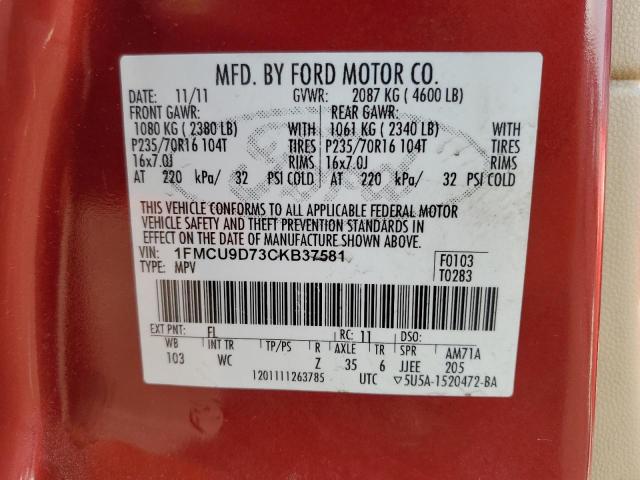 MFD. BY FORD MOTOR CO.
DATE: 11/11 GVWR: 2087 KG ( 4600 LB)
FRONT GAWR: REAR GAWR:
1080 KG ( 2380 LB) WITH 1061 KG ( 2340 LB) WITH
P235/70R16 104T TIRES P235/70R16 104T TIRES
16x7.0J RIMS 16x7.0J RIMS
AT 220 kPa/ 32 PSI COLD AT 220 kPa/ 32 PSI COLD
THIS VEHICLE CONFORMS TO ALL APPLICABLE FEDERAL MOTOR
VEHICLE SAFETY AND THEFT PREVENTION STANDARDS IN
EFFECT ON THE DATE OF MANUFACTURE SHOWN ABOVE.
VIN: 1FMCU9D73CKB37581 F0103
TYPE: MPV T0283
EXT PNT: FL RC: 11 DSO:
WB INT TR TP/PS R AXLE TR SPR AM71A
103 WC Z 35 6 JJEE 205
1201111263785 UTC ▽5U5A-1520472-BA